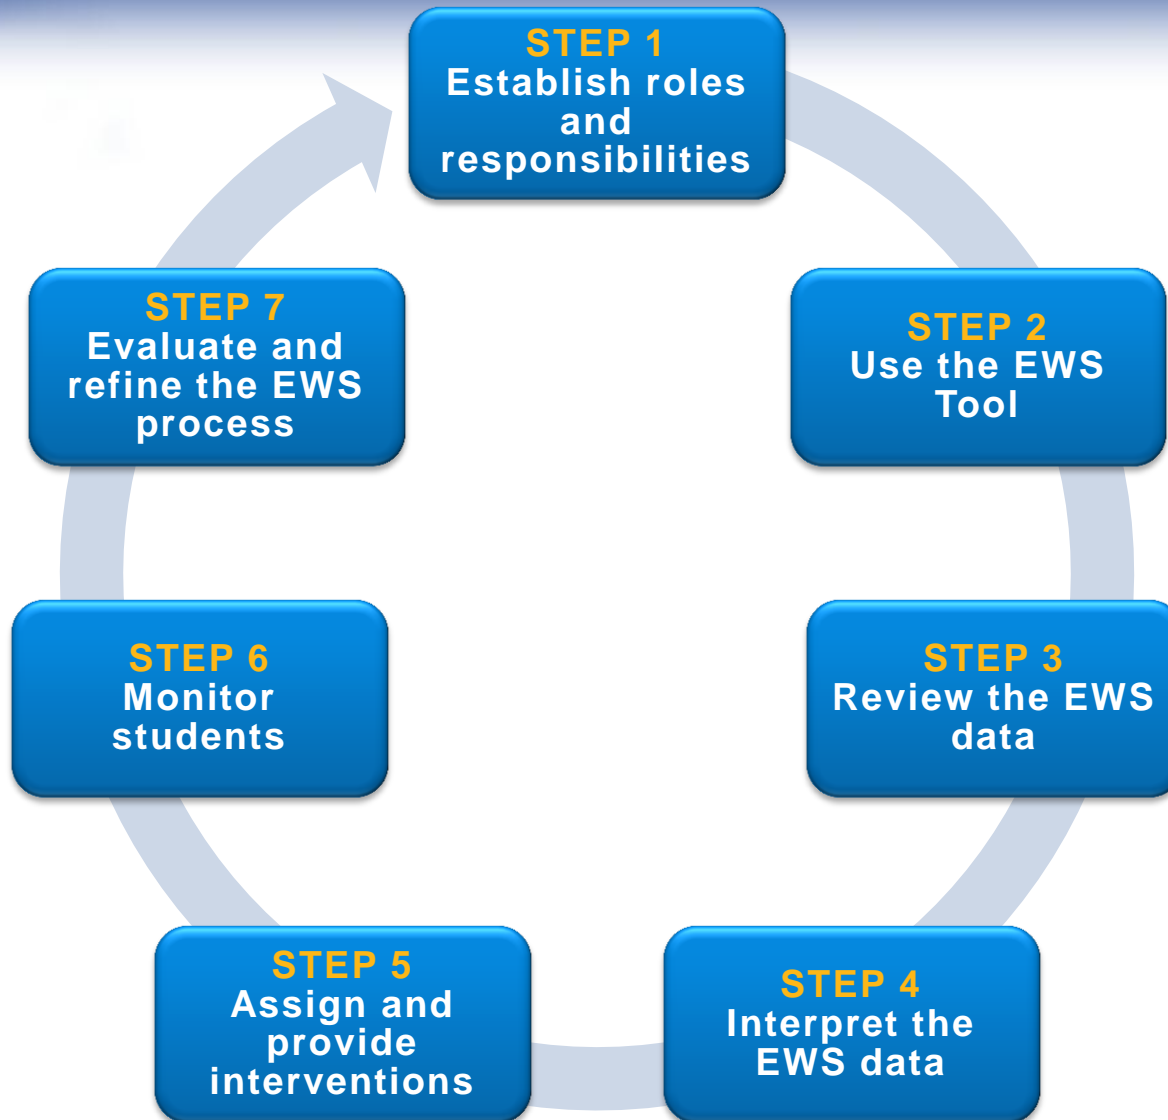 STEP 1
Establish roles
and
responsibilities
STEP 2
Use the EWS
Tool
STEP 3
Review the EWS
data
STEP 4
Interpret the
EWS data
STEP 5
Assign and
provide
interventions
STEP 6
Monitor
students
STEP 7
Evaluate and
refine the EWS
process